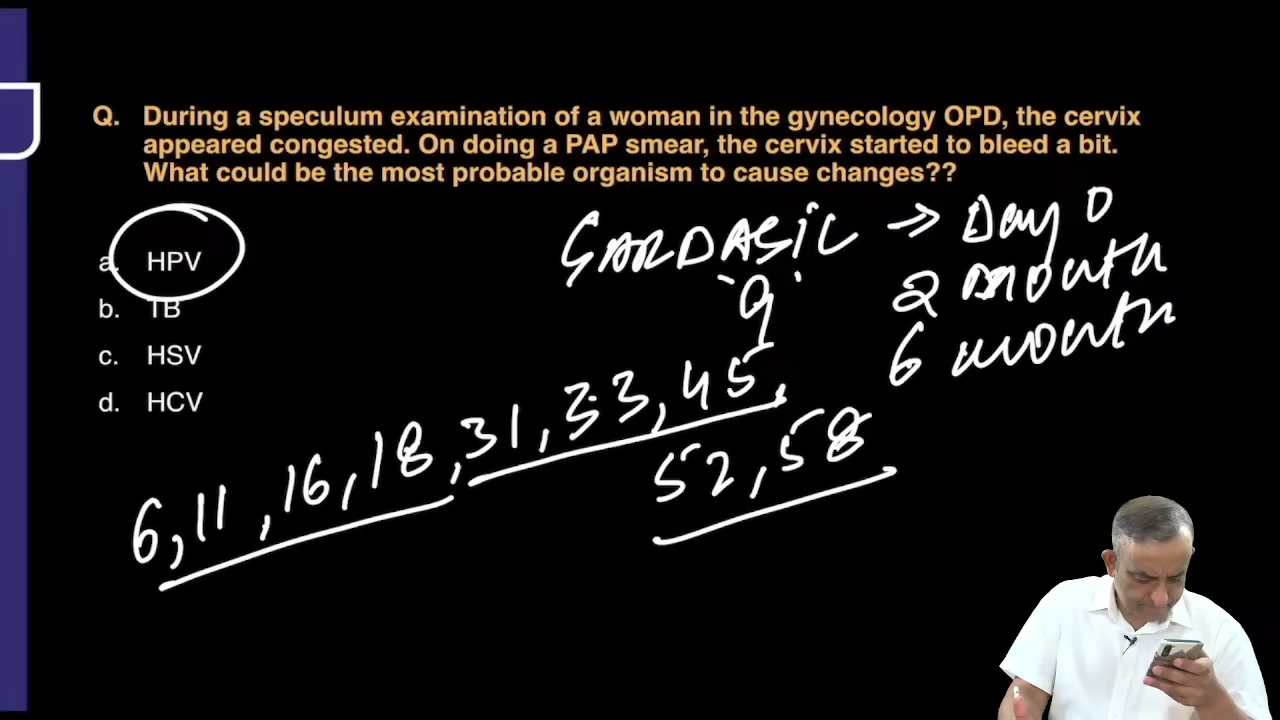 Q. During a speculum examination of a woman in the gynecology OPD, the cervix
appeared congested. On doing a PAP smear, the cervix started to bleed a bit.
What could be the most probable organism to cause changes??
a. HPV
b. TB
c. HSV
d. HCV
GARDASIL → Day 0
'9'
2 month
6 month
6, 11, 16, 18, 31, 33, 45,
52, 58